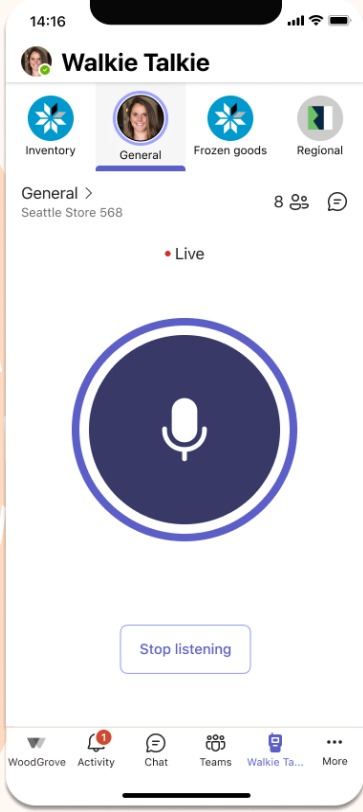 14:16
Walkie Talkie
Inventory
General
Frozen goods
Regional
General >
8
Seattle Store 568
Live
Stop listening
1
WoodGrove
Activity
Chat
Teams
Walkie Ta...
More